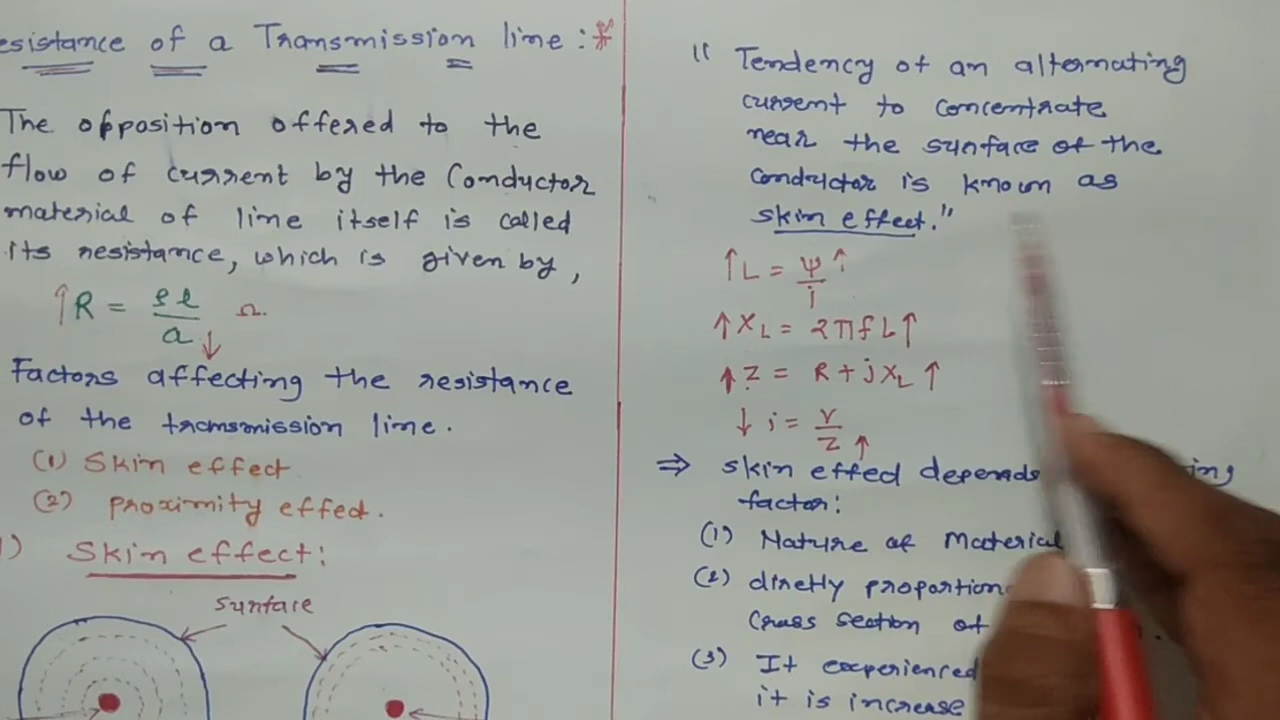 esistance of a Transmission line :*
The opposition offered to the
flow of current by the conductor
material of line itself is called
its resistance, which is given by,
↑R = ρl/a↓ Ω.
Factors affecting the resistance
of the transmission line.
(1) Skin effect.
(2) proximity effect.
1) Skin effect:
surface
" Tendency of an alternating
current to concentrate
near the surface of the
conductor is known as
skin effect."
↑L = ψ/i ↑
↑XL = 2πfL↑
↑Z = R + jXL ↑
↓ i = V/Z ↑
⇒ skin effect depends ing
factor:
(1) Nature of Material
(2) diretly proportion
cross section of
(3) It experienced
it is increase